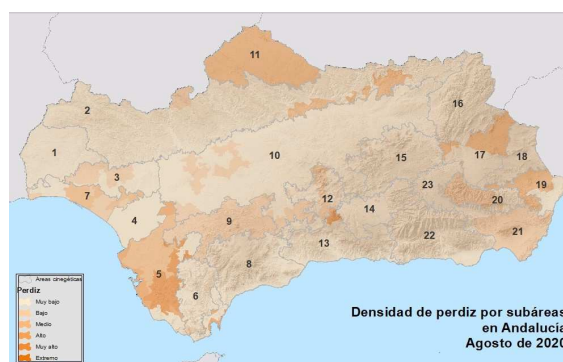 11
2
16
1
3
10
15
17
18
7
23
19
12
20
4
9
14
21
5
13
22
8
6
Areas cinegéticas
Perdiz
Muy bajo
Bajo
Medio
Alto
Muy alto
Extremo
Densidad de perdiz por subáreas
en Andalucía
Agosto de 2020